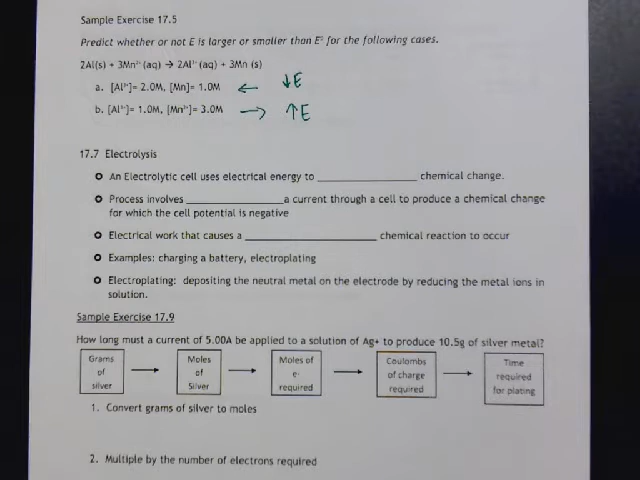 Sample Exercise 17.5
Predict whether or not E is larger or smaller than E° for the following cases.
2Al(s) + 3Mn²⁺(aq) → 2Al³⁺(aq) + 3Mn (s)
a. [Al³⁺]= 2.0M, [Mn]= 1.0M ← ↓E
b. [Al³⁺]= 1.0M, [Mn²⁺]= 3.0M → ↑E
17.7 Electrolysis
An Electrolytic cell uses electrical energy to ________________ chemical change.
Process involves ________________a current through a cell to produce a chemical change
for which the cell potential is negative
Electrical work that causes a _____________________ chemical reaction to occur
Examples: charging a battery, electroplating
Electroplating: depositing the neutral metal on the electrode by reducing the metal ions in
solution.
Sample Exercise 17.9
How long must a current of 5.00A be applied to a solution of Ag+ to produce 10.5g of silver metal?
Grams
of
silver
→
Moles
of
Silver
→
Moles of
e-
required
→
Coulombs
of charge
required
→
Time
required
for plating
1. Convert grams of silver to moles
2. Multiply by the number of electrons required